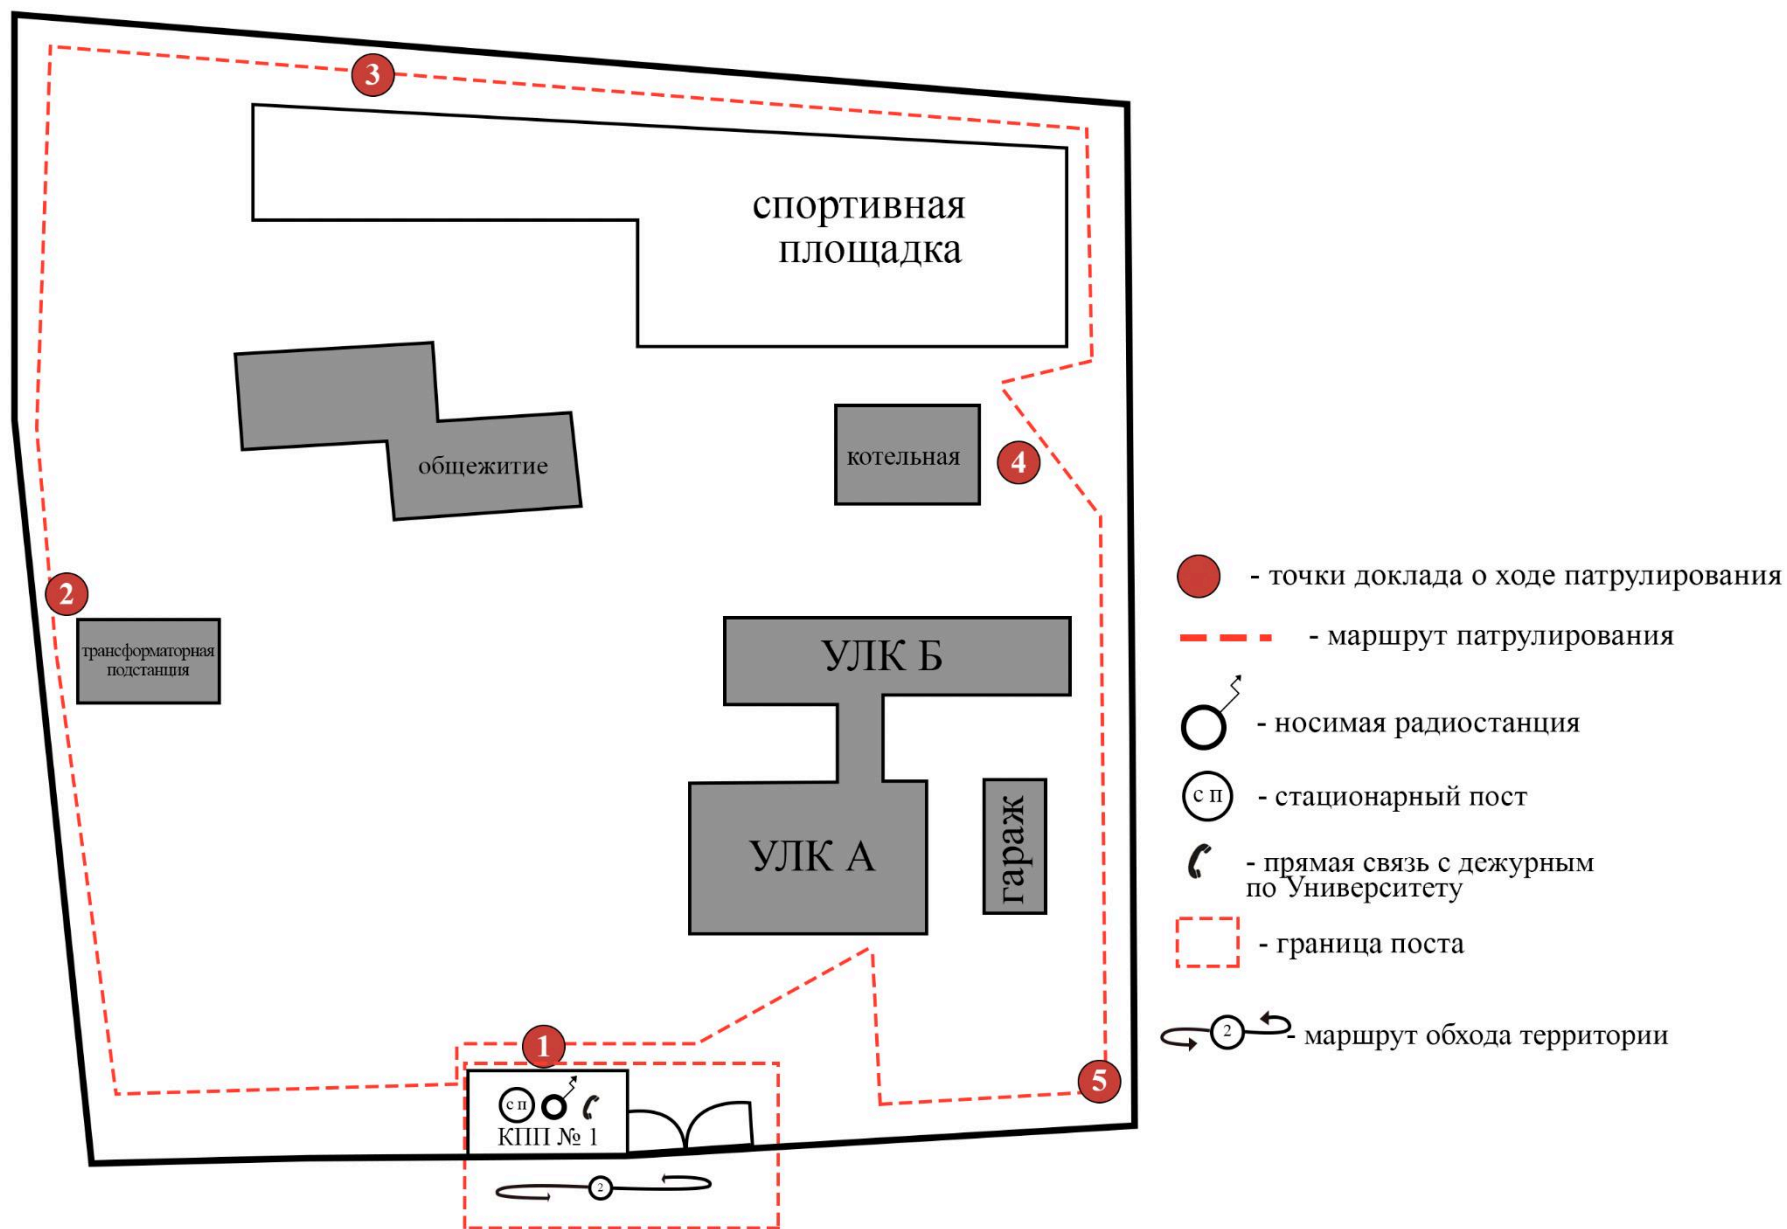 3
спортивная
площадка
общежитие
котельная
4
2
трансформаторная
подстанция
УЛК Б
УЛК А
гараж
1
5
с п
КПП № 1
2
- точки доклада о ходе патрулирования
- маршрут патрулирования
- носимая радиостанция
с п - стационарный пост
- прямая связь с дежурным
по Университету
- граница поста
2 - маршрут обхода территории